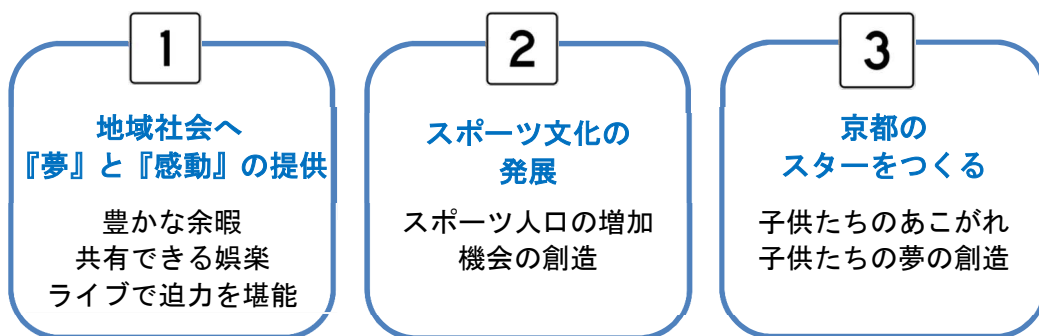 1
地域社会へ
『夢』と『感動』の提供
豊かな余暇
共有できる娯楽
ライブで迫力を堪能
2
スポーツ文化の
発展
スポーツ人口の増加
機会の創造
3
京都の
スターをつくる
子供たちのあこがれ
子供たちの夢の創造